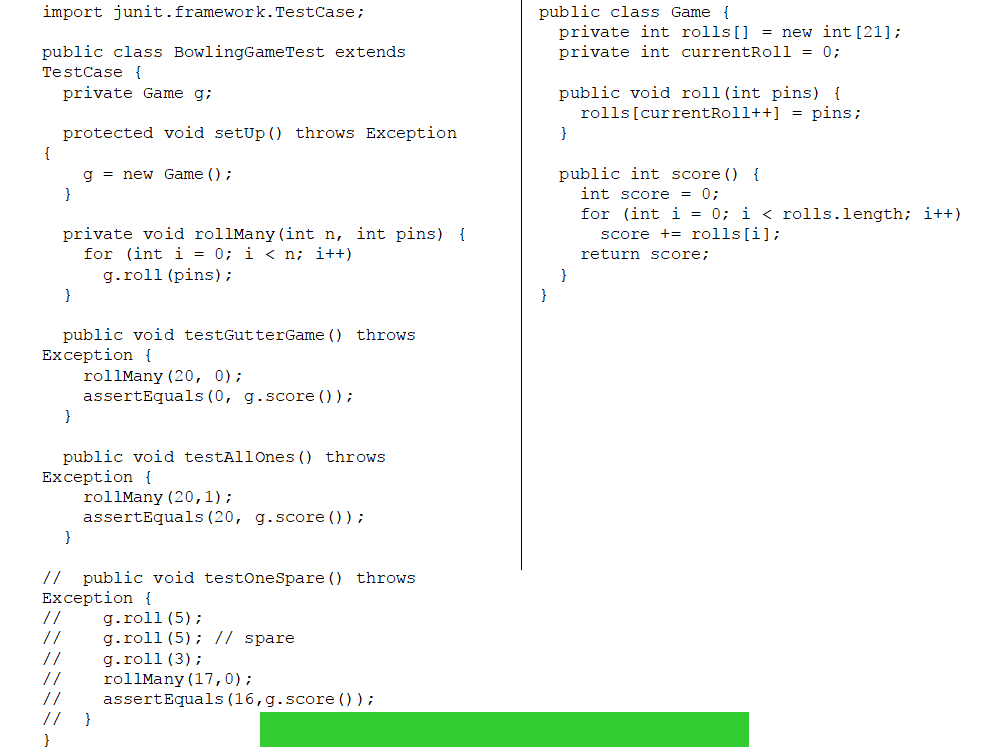 import junit.framework.TestCase;

public class BowlingGameTest extends
TestCase {
  private Game g;

  protected void setUp() throws Exception
{
    g = new Game();
  }

  private void rollMany(int n, int pins) {
    for (int i = 0; i < n; i++)
      g.roll(pins);
  }

  public void testGutterGame() throws
Exception {
    rollMany(20, 0);
    assertEquals(0, g.score());
  }

  public void testAllOnes() throws
Exception {
    rollMany(20,1);
    assertEquals(20, g.score());
  }

//  public void testOneSpare() throws
Exception {
//    g.roll(5);
//    g.roll(5); // spare
//    g.roll(3);
//    rollMany(17,0);
//    assertEquals(16,g.score());
//  }
}
public class Game {
  private int rolls[] = new int[21];
  private int currentRoll = 0;

  public void roll(int pins) {
    rolls[currentRoll++] = pins;
  }

  public int score() {
    int score = 0;
    for (int i = 0; i < rolls.length; i++)
      score += rolls[i];
    return score;
  }
}